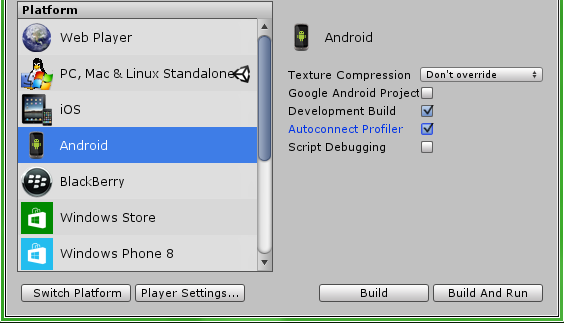 Platform
Web Player
PC, Mac & Linux Standalone
iOS
Android
BlackBerry
Windows Store
Windows Phone 8
Android
Texture Compression Don't override
Google Android Project
Development Build
Autoconnect Profiler
Script Debugging
Switch Platform Player Settings... Build Build And Run